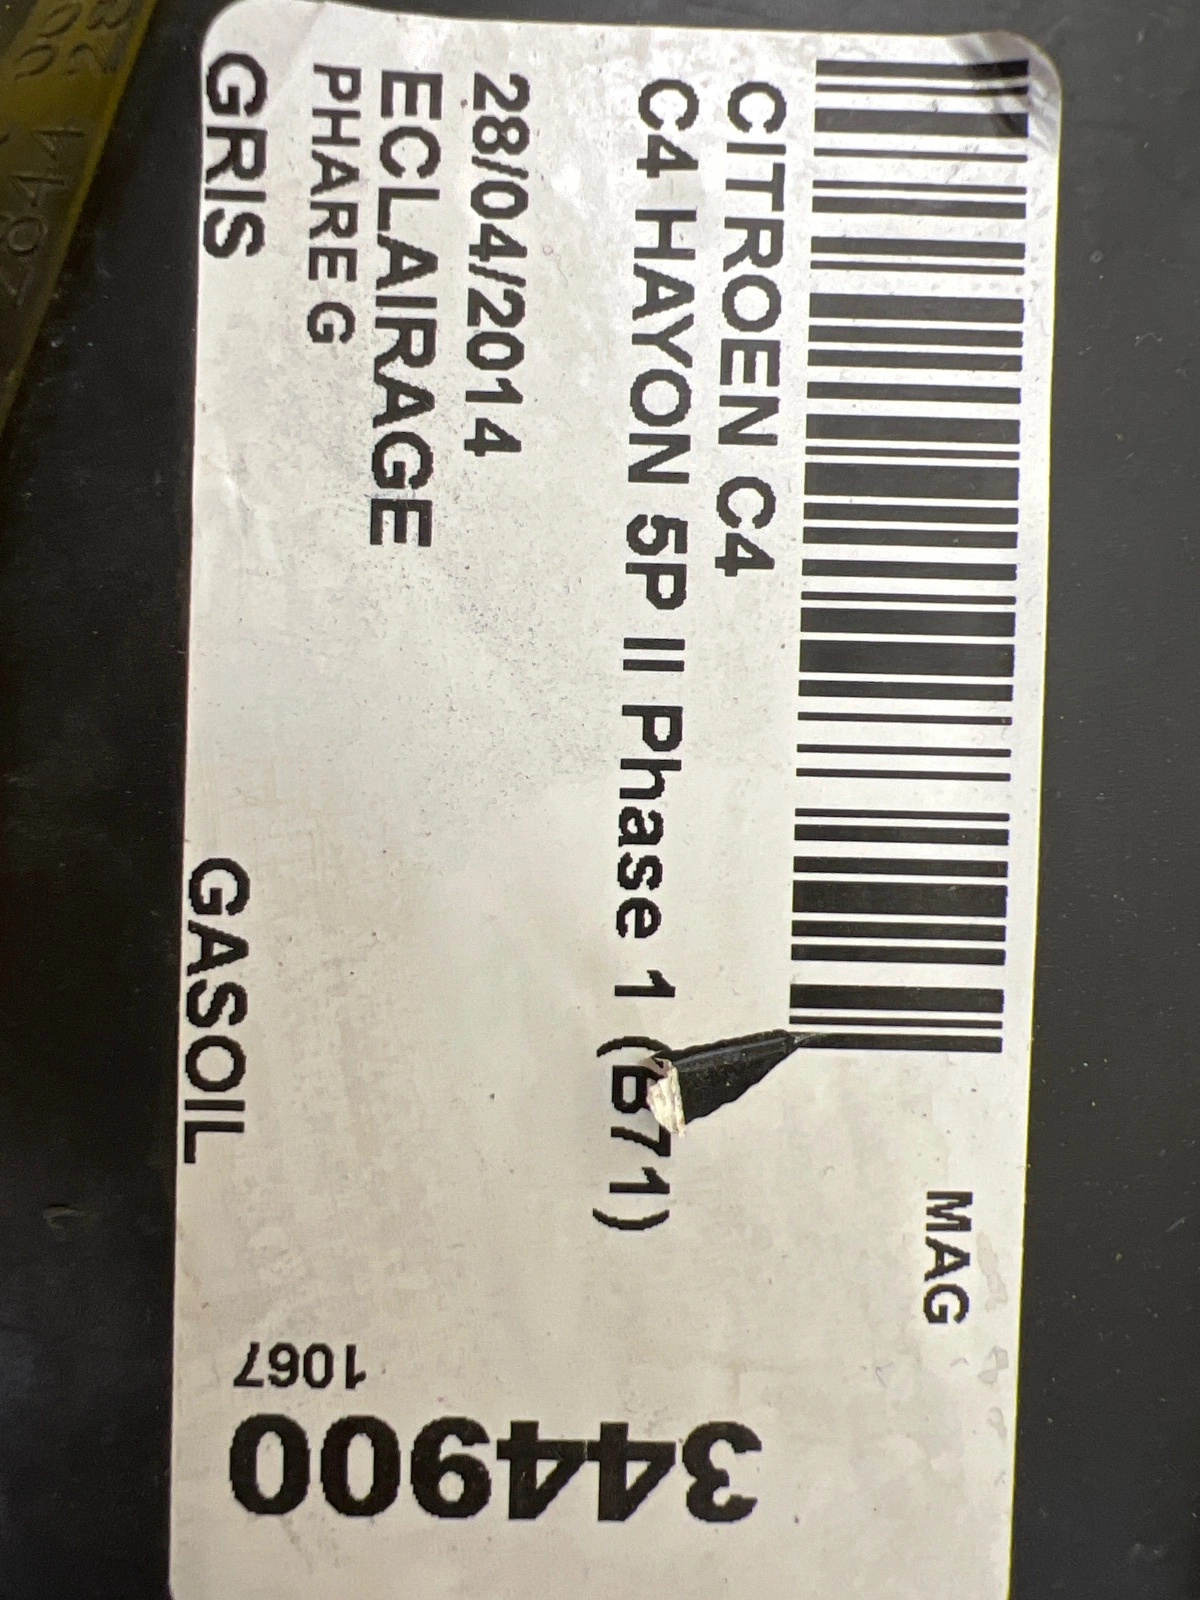 MAG
CITROEN C4
C4 HAYON 5P II Phase 1 (B71)
28/04/2014
ECLAIRAGE
PHARE G
GRIS
GASOIL
1067
344900